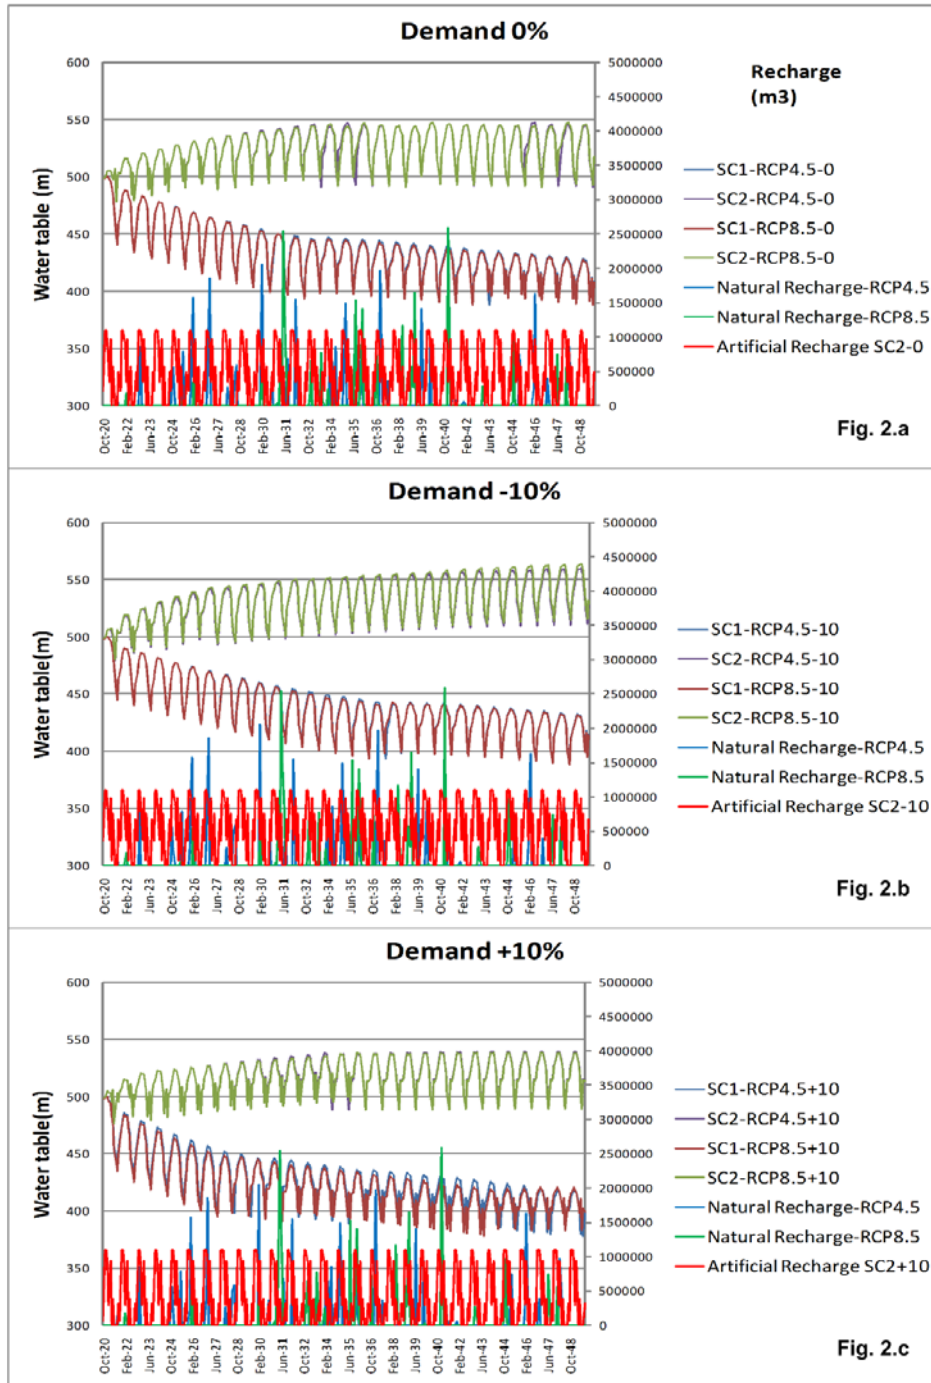 Demand 0%
Recharge
(m3)
Water table (m)
600
550
500
450
400
350
300
5000000
4500000
4000000
3500000
3000000
2500000
2000000
1500000
1000000
500000
0
SC1-RCP4.5-0
SC2-RCP4.5-0
SC1-RCP8.5-0
SC2-RCP8.5-0
Natural Recharge-RCP4.5
Natural Recharge-RCP8.5
Artificial Recharge SC2-0
Oct-20
Feb-22
Jun-23
Oct-24
Feb-26
Jun-27
Oct-28
Feb-30
Jun-31
Oct-32
Feb-34
Jun-35
Oct-36
Feb-38
Jun-39
Oct-40
Feb-42
Jun-43
Oct-44
Feb-46
Jun-47
Oct-48
Fig. 2.a
Demand -10%
Water table(m)
600
550
500
450
400
350
300
5000000
4500000
4000000
3500000
3000000
2500000
2000000
1500000
1000000
500000
0
SC1-RCP4.5-10
SC2-RCP4.5-10
SC1-RCP8.5-10
SC2-RCP8.5-10
Natural Recharge-RCP4.5
Natural Recharge-RCP8.5
Artificial Recharge SC2-10
Oct-20
Feb-22
Jun-23
Oct-24
Feb-26
Jun-27
Oct-28
Feb-30
Jun-31
Oct-32
Feb-34
Jun-35
Oct-36
Feb-38
Jun-39
Oct-40
Feb-42
Jun-43
Oct-44
Feb-46
Jun-47
Oct-48
Fig. 2.b
Demand +10%
Water table(m)
600
550
500
450
400
350
300
5000000
4500000
4000000
3500000
3000000
2500000
2000000
1500000
1000000
500000
0
SC1-RCP4.5+10
SC2-RCP4.5+10
SC1-RCP8.5+10
SC2-RCP8.5+10
Natural Recharge-RCP4.5
Natural Recharge-RCP8.5
Artificial Recharge SC2+10
Oct-20
Feb-22
Jun-23
Oct-24
Feb-26
Jun-27
Oct-28
Feb-30
Jun-31
Oct-32
Feb-34
Jun-35
Oct-36
Feb-38
Jun-39
Oct-40
Feb-42
Jun-43
Oct-44
Feb-46
Jun-47
Oct-48
Fig. 2.c